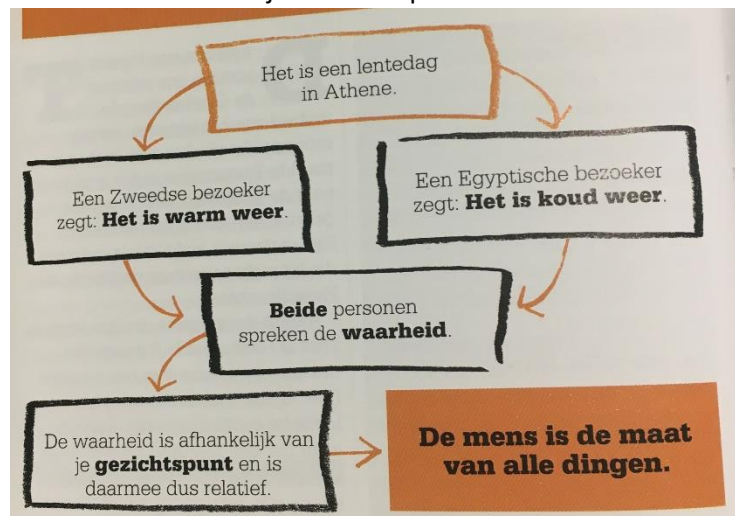 Het is een lentedag
in Athene.
Een Zweedse bezoeker
zegt: Het is warm weer.
Een Egyptische bezoeker
zegt: Het is koud weer.
Beide personen
spreken de waarheid.
De waarheid is afhankelijk van
je gezichtspunt en is
daarmee dus relatief.
De mens is de maat
van alle dingen.